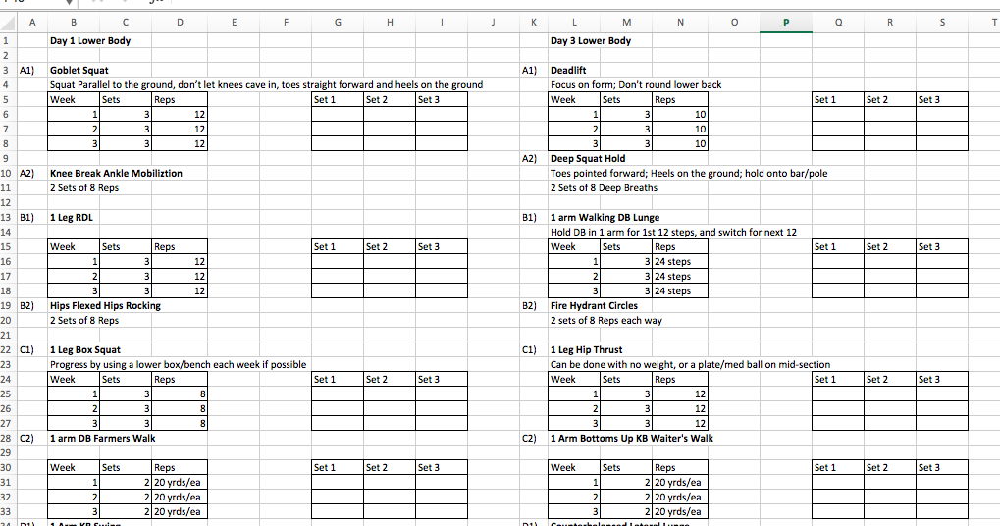 A B C D E F G H I J K L M N O P Q R S T
1 Day 1 Lower Body Day 3 Lower Body
2
3 A1) Goblet Squat A1) Deadlift
4 Squat Parallel to the ground, don't let knees cave in, toes straight forward and heels on the ground Focus on form; Don't round lower back
5 Week Sets Reps Set 1 Set 2 Set 3 Week Sets Reps Set 1 Set 2 Set 3
6 1 3 12 1 3 10
7 2 3 12 2 3 10
8 3 3 12 3 3 10
9 A2) Deep Squat Hold
10 A2) Knee Break Ankle Mobiliztion Toes pointed forward; Heels on the ground; hold onto bar/pole
11 2 Sets of 8 Reps 2 Sets of 8 Deep Breaths
12
13 B1) 1 Leg RDL B1) 1 arm Walking DB Lunge
14 Hold DB in 1 arm for 1st 12 steps, and switch for next 12
15 Week Sets Reps Set 1 Set 2 Set 3 Week Sets Reps Set 1 Set 2 Set 3
16 1 3 12 1 3 24 steps
17 2 3 12 2 3 24 steps
18 3 3 12 3 3 24 steps
19 B2) Hips Flexed Hips Rocking B2) Fire Hydrant Circles
20 2 Sets of 8 Reps 2 sets of 8 Reps each way
21
22 C1) 1 Leg Box Squat C1) 1 Leg Hip Thrust
23 Progress by using a lower box/bench each week if possible Can be done with no weight, or a plate/med ball on mid-section
24 Week Sets Reps Set 1 Set 2 Set 3 Week Sets Reps Set 1 Set 2 Set 3
25 1 3 8 1 3 12
26 2 3 8 2 3 12
27 3 3 8 3 3 12
28 C2) 1 arm DB Farmers Walk C2) 1 Arm Bottoms Up KB Waiter's Walk
29
30 Week Sets Reps Set 1 Set 2 Set 3 Week Sets Reps Set 1 Set 2 Set 3
31 1 2 20 yrds/ea 1 2 20 yrds/ea
32 2 2 20 yrds/ea 2 2 20 yrds/ea
33 3 2 20 yrds/ea 3 2 20 yrds/ea
34 D1) 1 Arm KB Swing D1) Counterbalanced Lateral Lunge